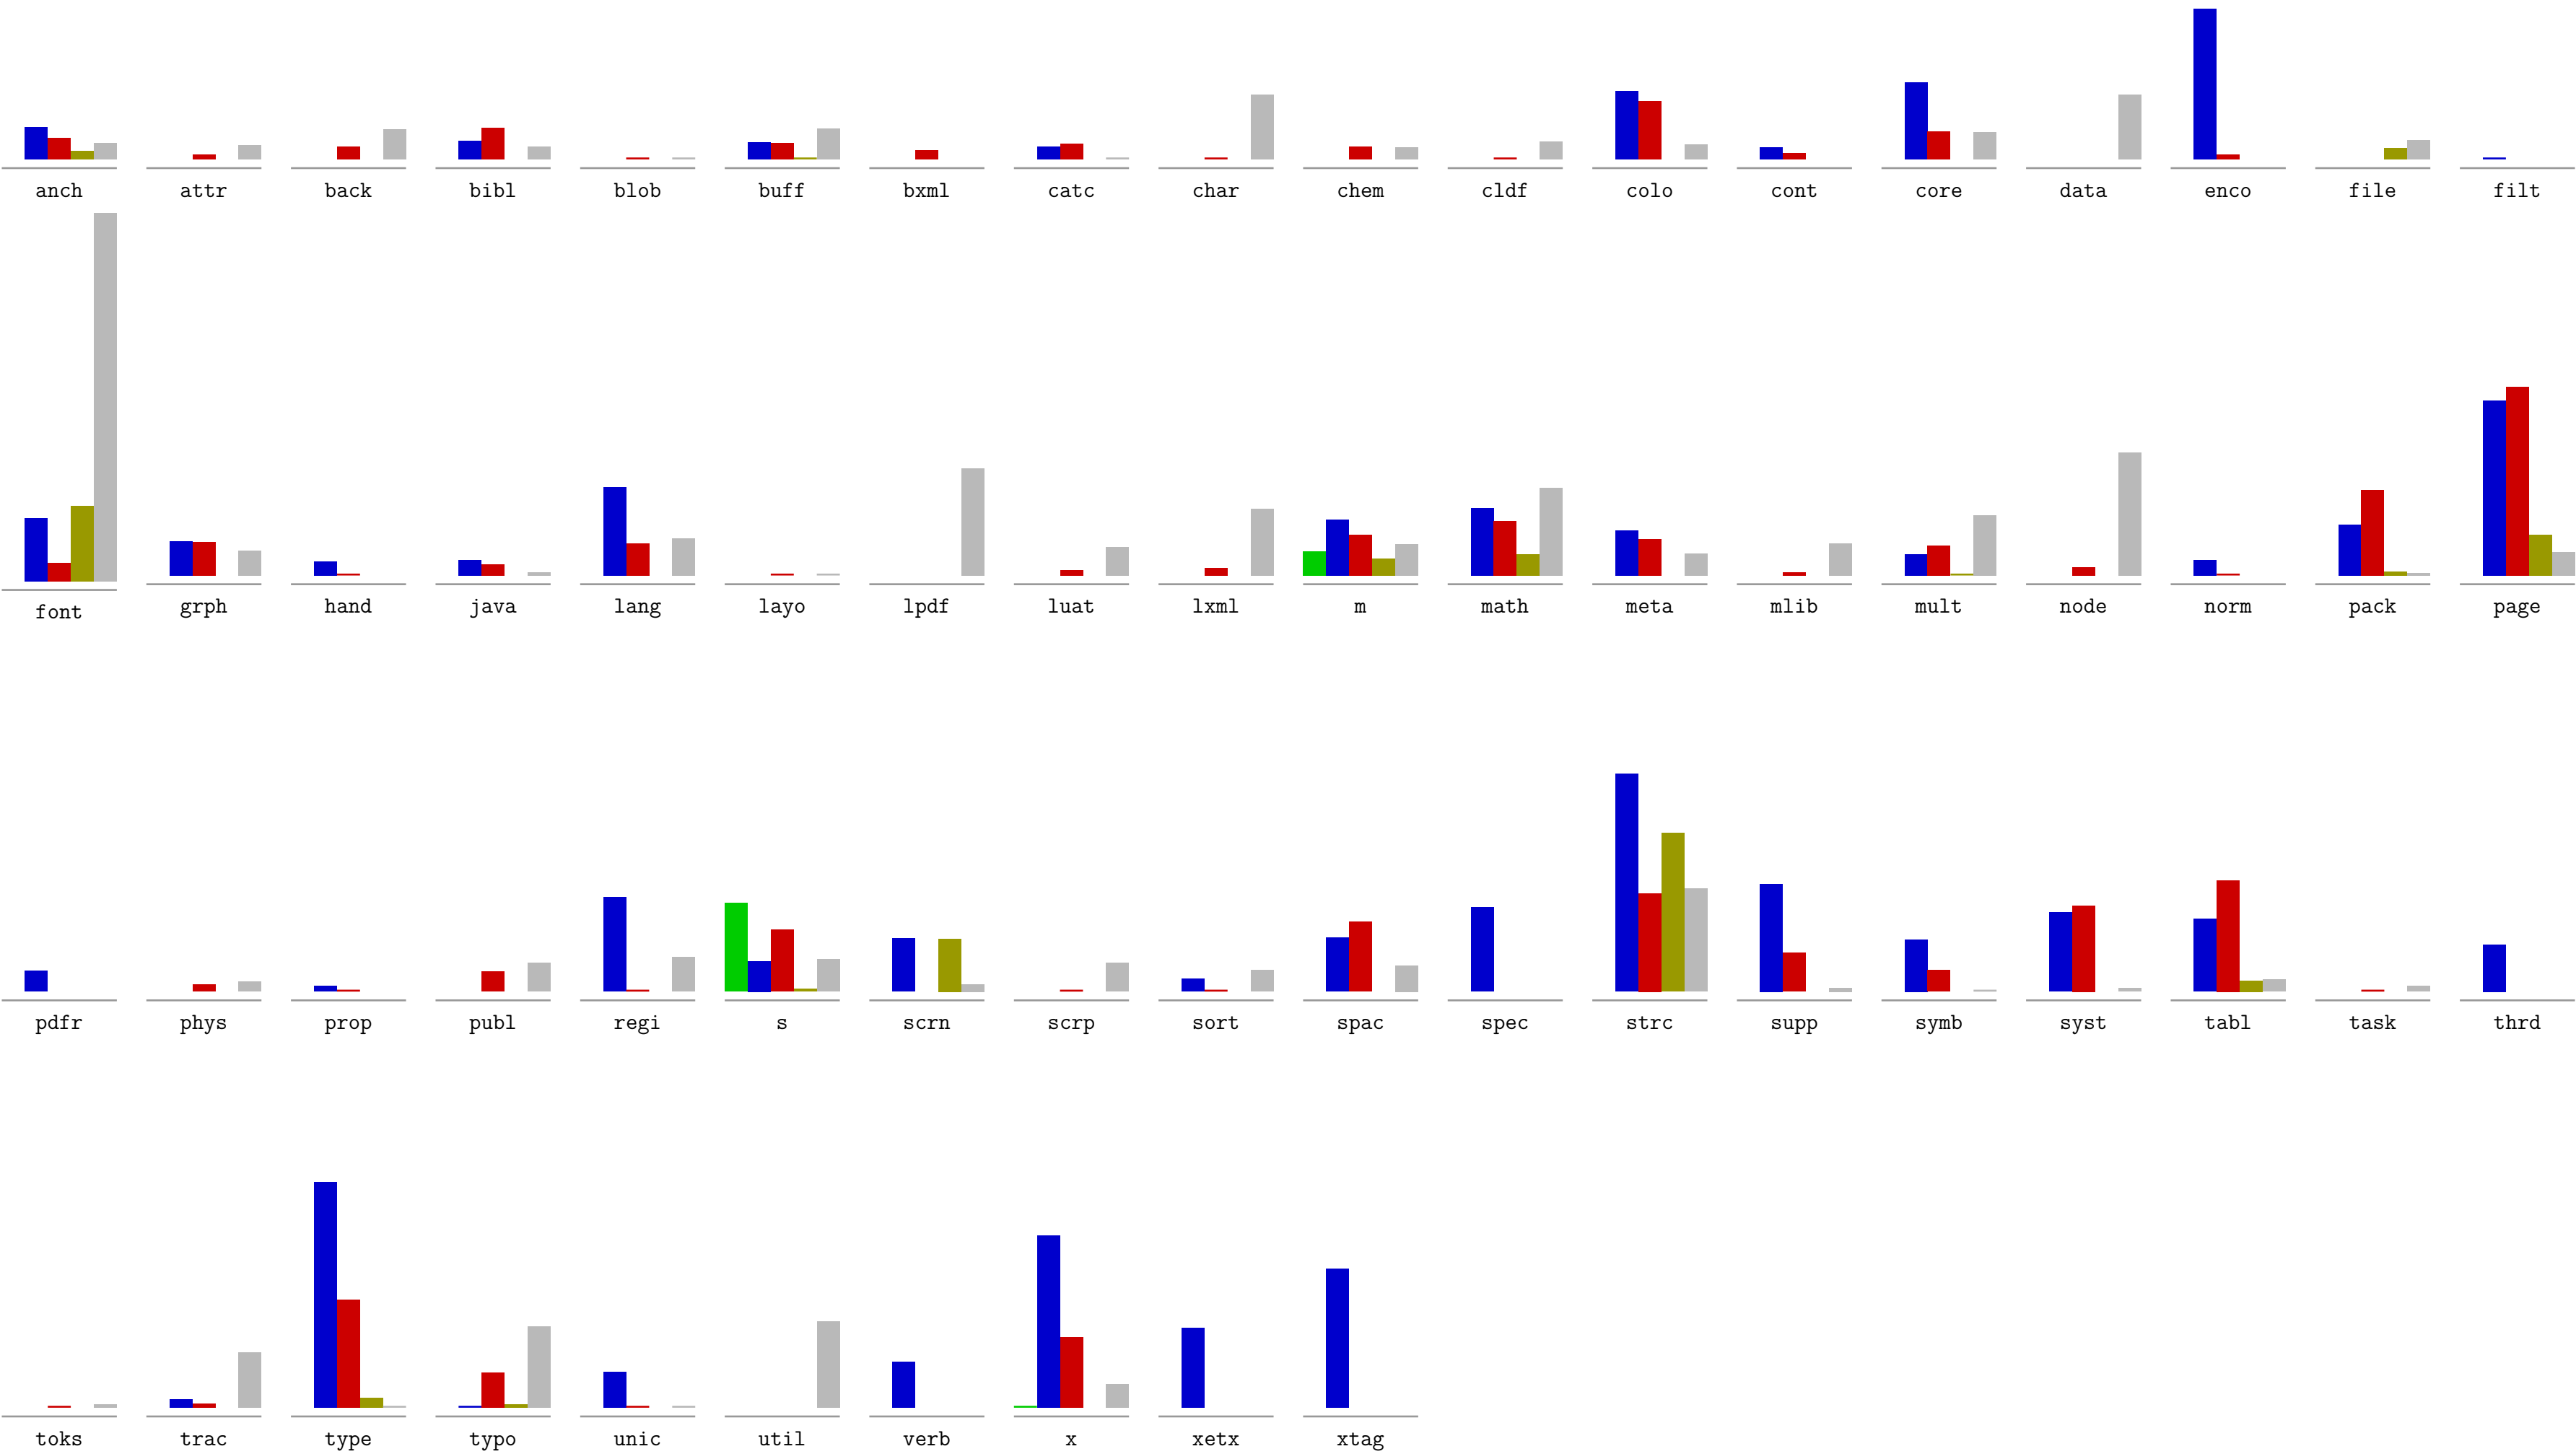 anch attr back bibl blob buff bxml catc char chem cldf colo cont core data enco file filt
font grph hand java lang layo lpdf luat lxml m math meta mlib mult node norm pack page
pdfr phys prop publ regi s scrn scrp sort spac spec strc supp symb syst tabl task thrd
toks trac type typo unic util verb x xetx xtag